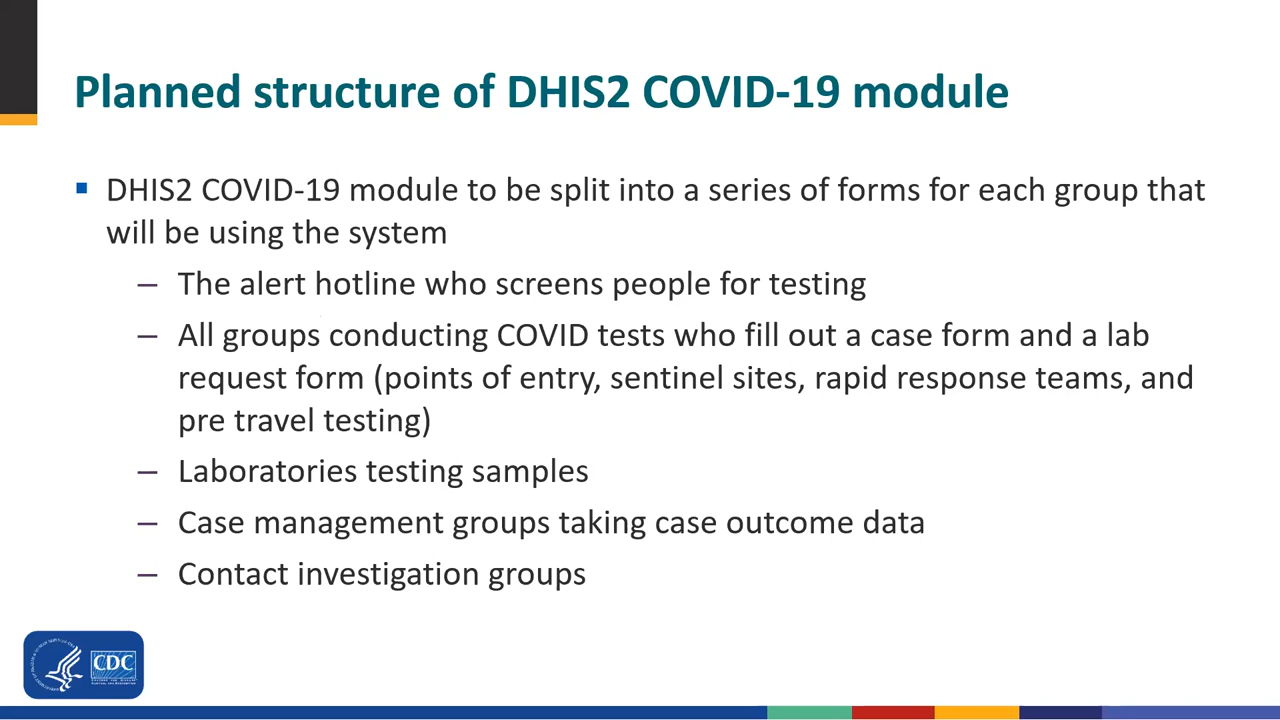 Planned structure of DHIS2 COVID-19 module
▪ DHIS2 COVID-19 module to be split into a series of forms for each group that
will be using the system
– The alert hotline who screens people for testing
– All groups conducting COVID tests who fill out a case form and a lab
request form (points of entry, sentinel sites, rapid response teams, and
pre travel testing)
– Laboratories testing samples
– Case management groups taking case outcome data
– Contact investigation groups
CDC